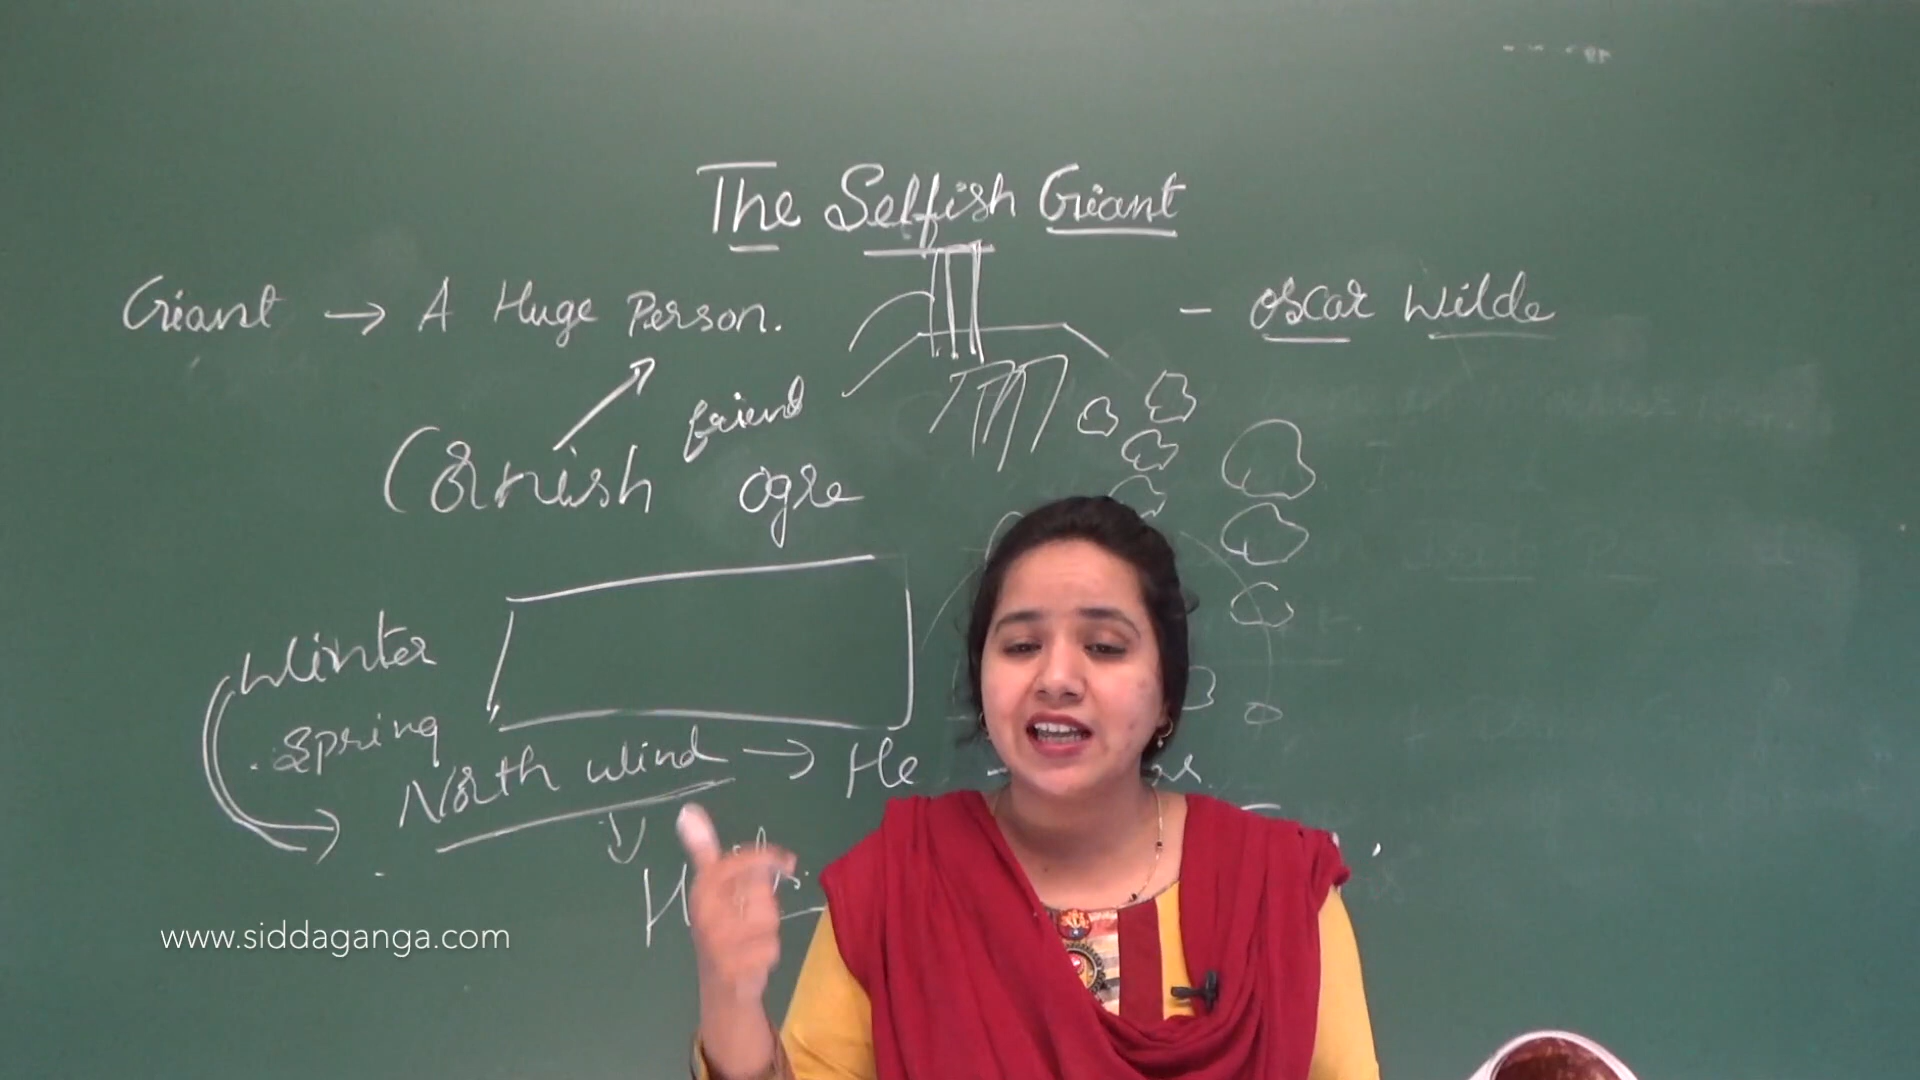 The Selfish Giant
Giant → A Huge Person.
- Oscar Wilde
friend
Cornish ogre
Winter
Spring
North Wind → He
www.siddaganga.com